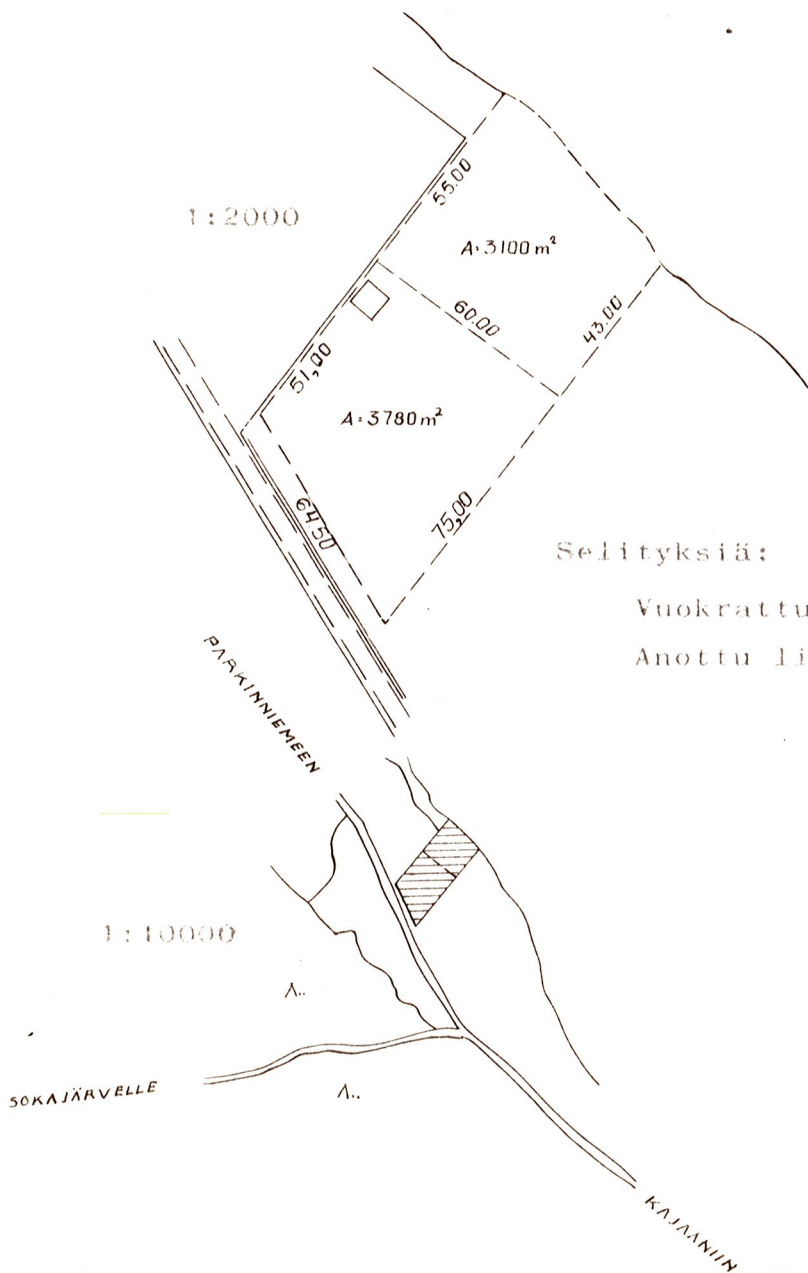 1:2000
55.00
A=3100 m²
60.00
43.00
51,00
A=3780 m²
64.50
75,00
Selityksiä:
Vuokrattu
Anottu li
PARKINNIEMEEN
1:10000
SOKAJÄRVELLE
KAJAANIIN